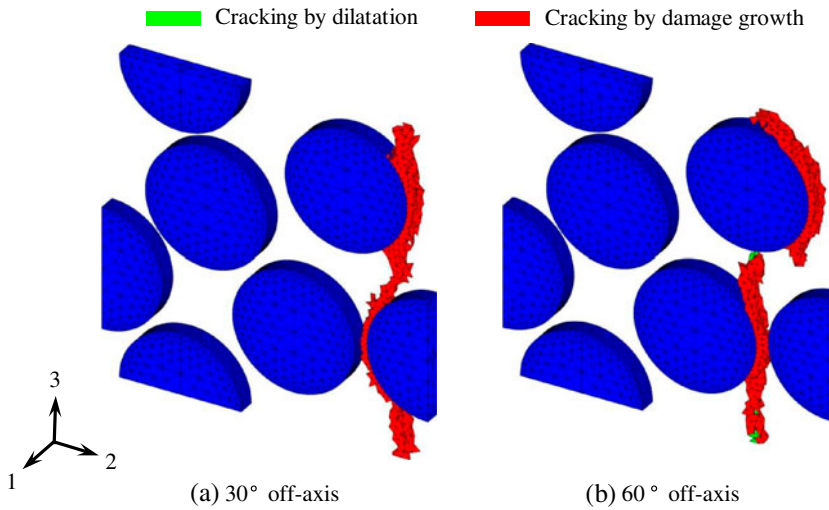 Cracking by dilatation Cracking by damage growth
3
1 2
(a) 30° off-axis (b) 60 ° off-axis